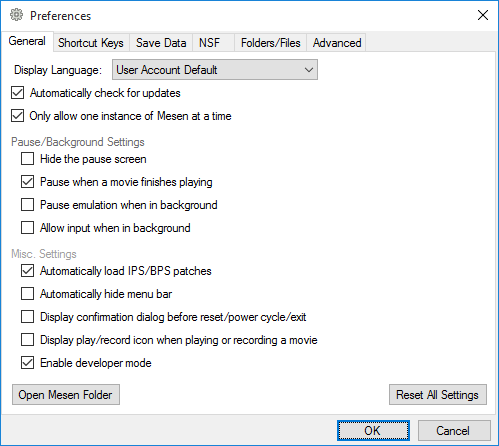 Preferences
General Shortcut Keys Save Data NSF Folders/Files Advanced
Display Language: User Account Default
Automatically check for updates
Only allow one instance of Mesen at a time
Pause/Background Settings
Hide the pause screen
Pause when a movie finishes playing
Pause emulation when in background
Allow input when in background
Misc. Settings
Automatically load IPS/BPS patches
Automatically hide menu bar
Display confirmation dialog before reset/power cycle/exit
Display play/record icon when playing or recording a movie
Enable developer mode
Open Mesen Folder Reset All Settings
OK Cancel